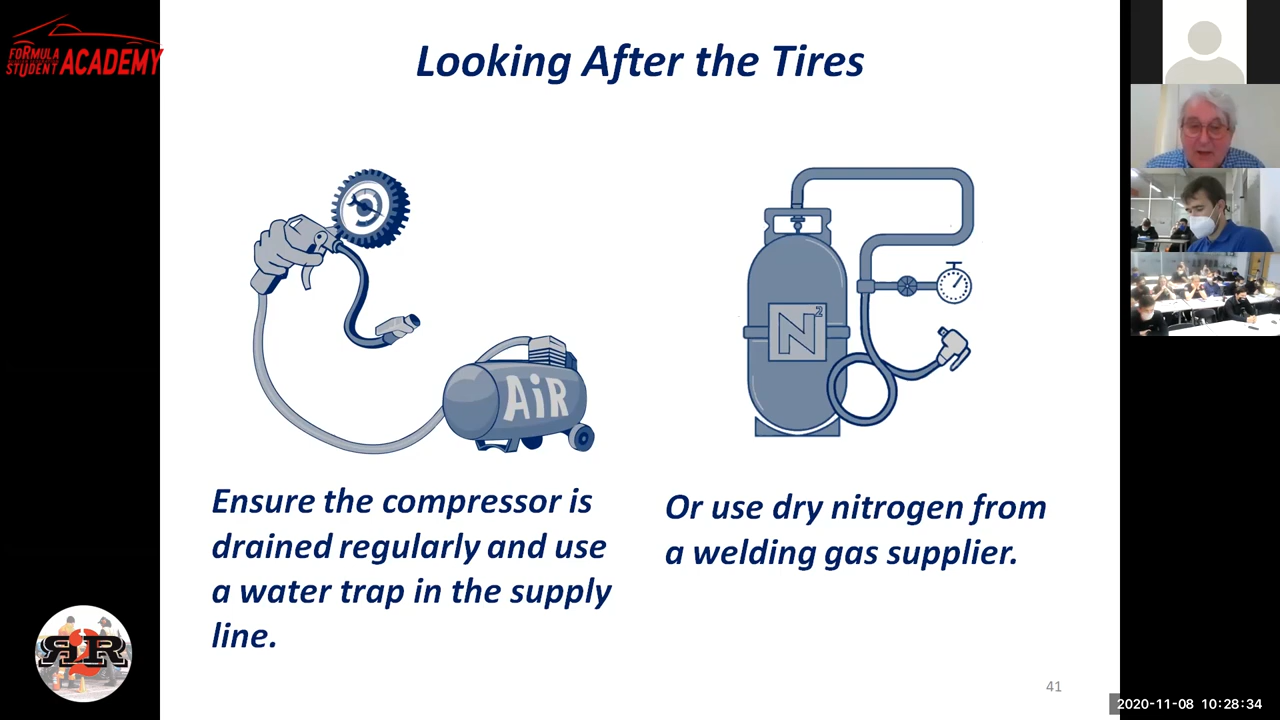 FORMULA
STUDENT ACADEMY
Looking After the Tires
AiR
N2
Ensure the compressor is
drained regularly and use
a water trap in the supply
line.
Or use dry nitrogen from
a welding gas supplier.
R2R
41
2020-11-08 10:28:34